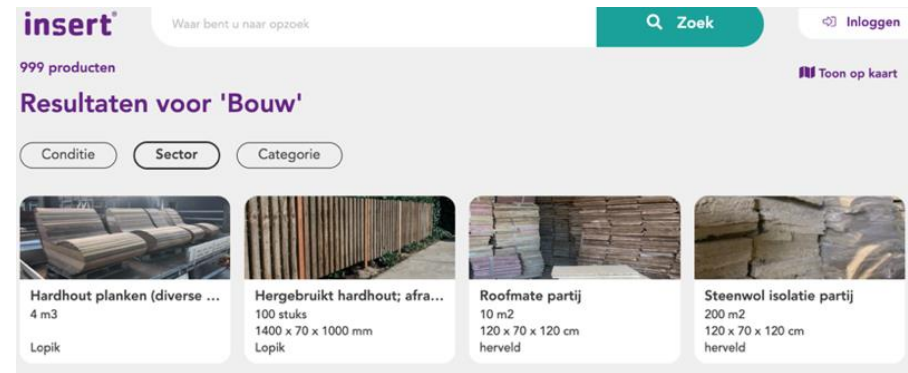 insert
Waar bent u naar opzoek
Zoek
Inloggen
999 producten
Toon op kaart
Resultaten voor 'Bouw'
Conditie
Sector
Categorie
Hardhout planken (diverse ...
4 m3
Lopik
Hergebruikt hardhout; afra...
100 stuks
1400 x 70 x 1000 mm
Lopik
Roofmate partij
10 m2
120 x 70 x 120 cm
herveld
Steenwol isolatie partij
200 m2
120 x 70 x 120 cm
herveld